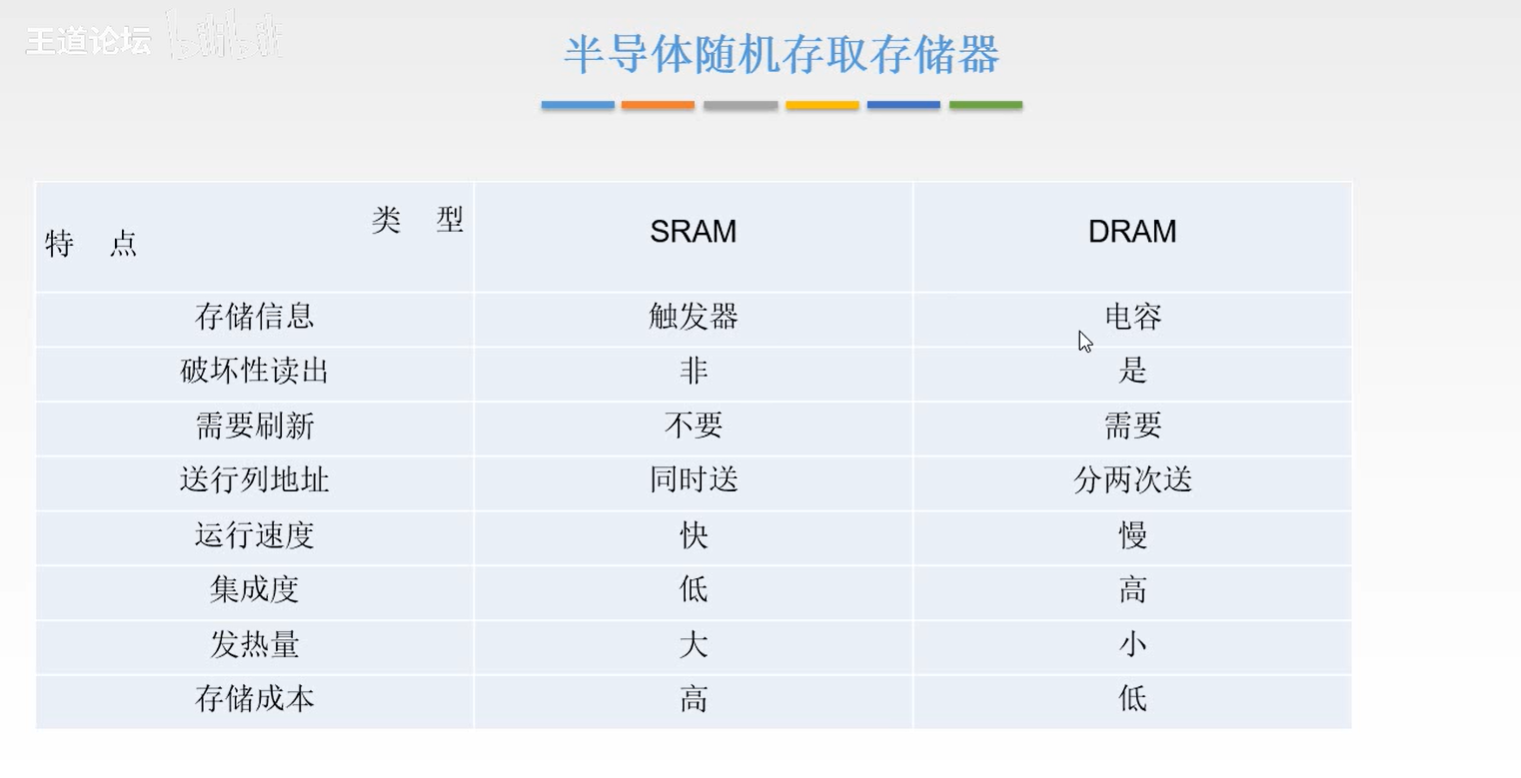 王道论坛 bilibili
半导体随机存取存储器
类 型
特 点
SRAM
DRAM
存储信息 触发器 电容
破坏性读出 非 是
需要刷新 不要 需要
送行列地址 同时送 分两次送
运行速度 快 慢
集成度 低 高
发热量 大 小
存储成本 高 低